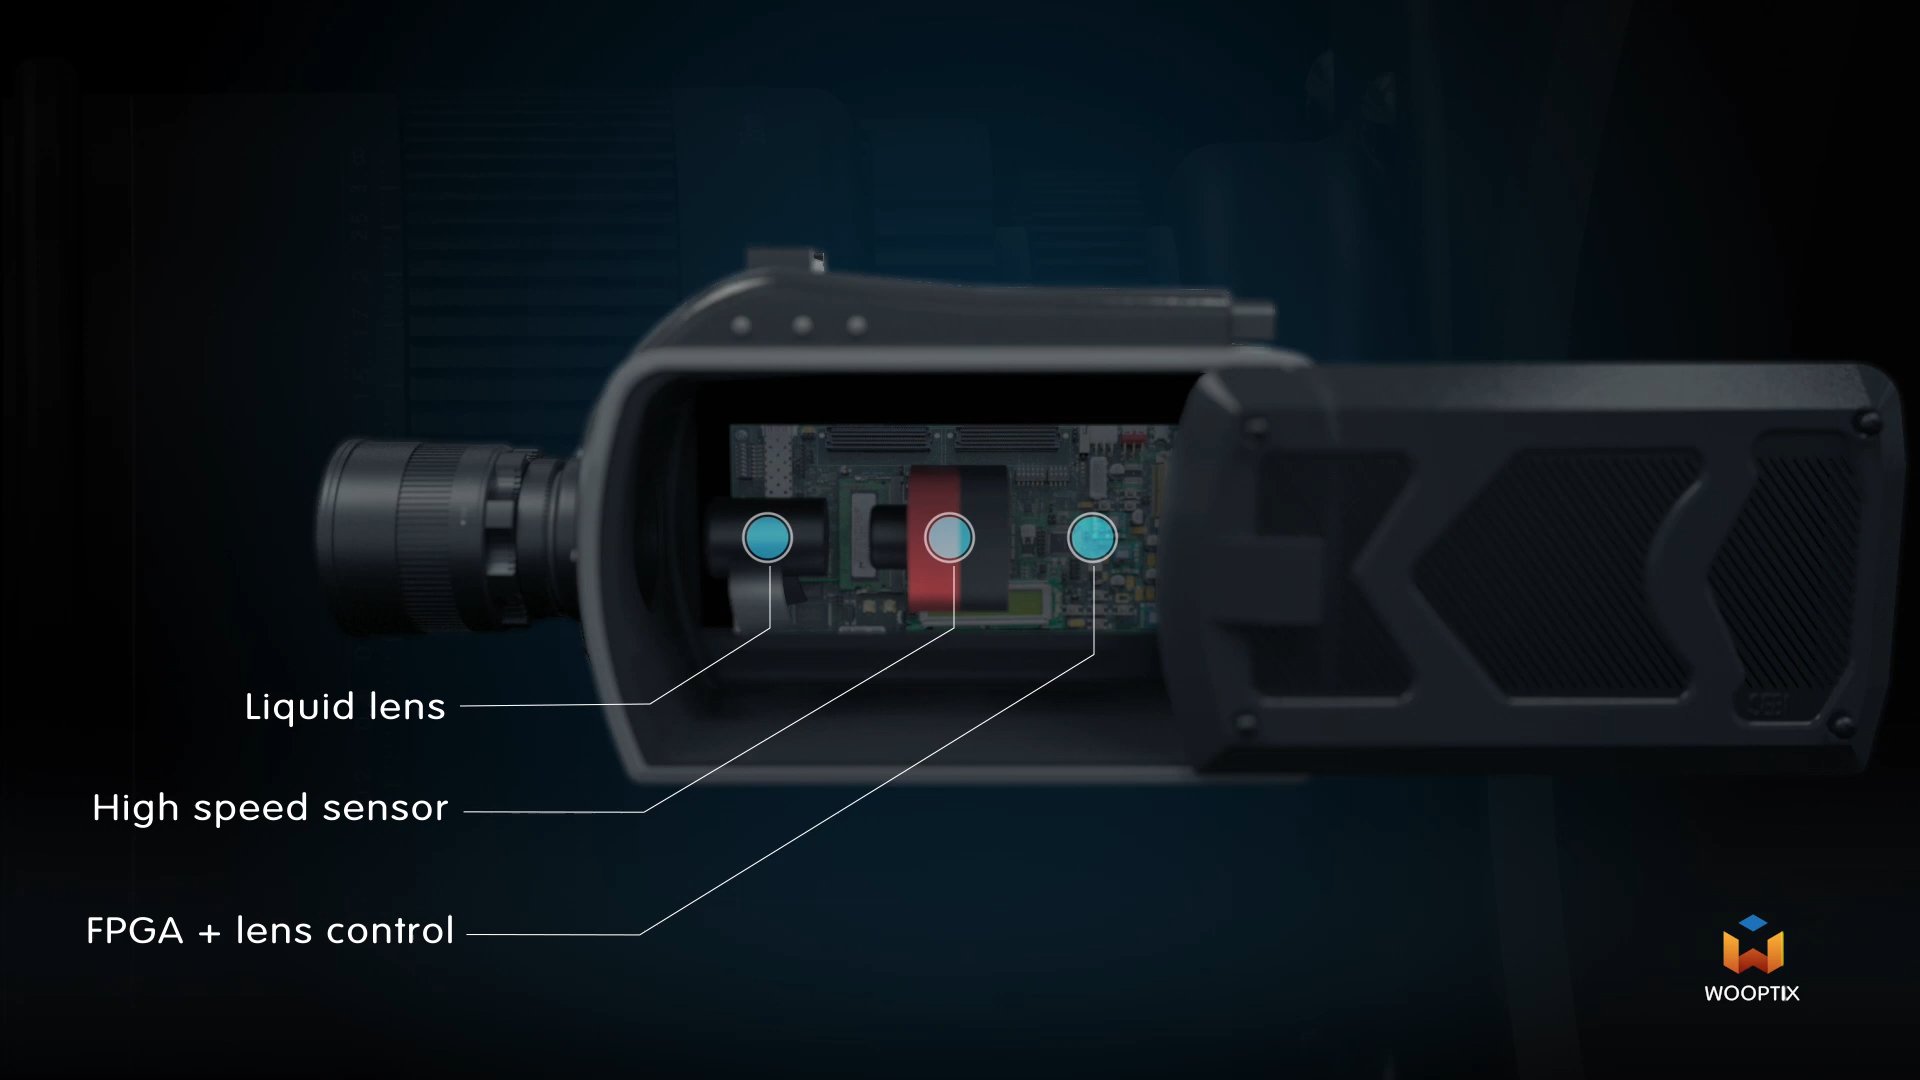 Liquid lens
High speed sensor
FPGA + lens control
WOOPTIX